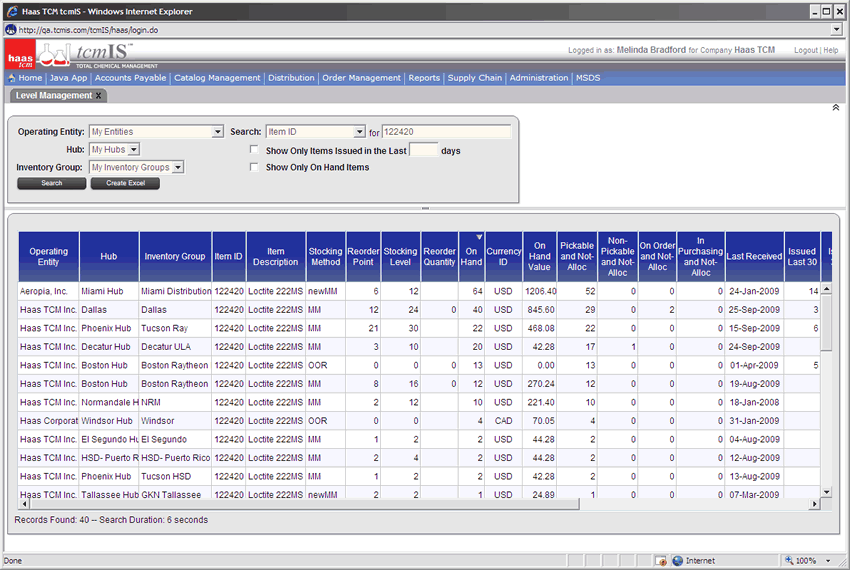 Haas TCM tcmIS - Windows Internet Explorer
http://qa.tcmis.com/tcmIS/haas/login.do
haas tcm tcmIS™ TOTAL CHEMICAL MANAGEMENT
Logged in as: Melinda Bradford for Company Haas TCM Logout | Help
Home | Java App | Accounts Payable | Catalog Management | Distribution | Order Management | Reports | Supply Chain | Administration | MSDS
Level Management X
Operating Entity: My Entities Search: Item ID for 122420
Hub: My Hubs Show Only Items Issued in the Last days
Inventory Group: My Inventory Groups Show Only On Hand Items
Search Create Excel
Operating Entity Hub Inventory Group Item ID Item Description Stocking Method Reorder Point Stocking Level Reorder Quantity On Hand Currency ID On Hand Value Pickable and Not-Alloc Non-Pickable and Not-Alloc On Order and Not-Alloc In Purchasing and Not-Alloc Last Received Issued Last 30
Aeropia, Inc. Miami Hub Miami Distribution 122420 Loctite 222MS newMM 6 12 64 USD 1206.40 52 0 0 0 24-Jan-2009 14
Haas TCM Inc. Dallas Dallas 122420 Loctite 222MS MM 12 24 0 40 USD 845.60 29 0 2 0 25-Sep-2009 3
Haas TCM Inc. Phoenix Hub Tucson Ray 122420 Loctite 222MS MM 21 30 22 USD 468.08 22 0 0 0 15-Sep-2009 6
Haas TCM Inc. Decatur Hub Decatur ULA 122420 Loctite 222MS MM 3 10 20 USD 42.28 17 1 0 0 24-Sep-2009
Haas TCM Inc. Boston Hub Boston Raytheon 122420 Loctite 222MS OOR 0 0 0 13 USD 0.00 13 0 0 0 01-Apr-2009 5
Haas TCM Inc. Boston Hub Boston Raytheon 122420 Loctite 222MS MM 8 16 0 12 USD 270.24 12 0 0 0 19-Aug-2009
Haas TCM Inc. Normandale H NRM 122420 Loctite 222MS MM 2 12 10 USD 221.40 10 0 0 0 18-Jan-2008
Haas Corporat Windsor Hub Windsor 122420 Loctite 222MS OOR 0 0 4 CAD 70.05 4 0 0 0 31-Jan-2009
Haas TCM Inc. El Segundo Hu El Segundo 122420 Loctite 222MS MM 1 2 2 USD 44.28 2 0 0 0 04-Aug-2009
Haas TCM Inc. HSD- Puerto R HSD- Puerto Rico 122420 Loctite 222MS MM 2 4 2 USD 44.28 2 0 0 0 12-Aug-2009
Haas TCM Inc. Phoenix Hub Tucson HSD 122420 Loctite 222MS MM 1 2 2 USD 42.28 2 0 0 0 13-Aug-2009
Haas TCM Inc. Tallassee Hub GKN Tallassee 122420 Loctite 222MS newMM 2 2 1 USD 24.89 1 0 0 0 07-Mar-2009
Records Found: 40 -- Search Duration: 6 seconds
Done Internet 100%